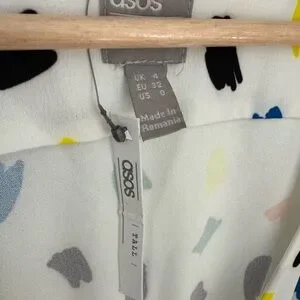 asos
UK 4
EU 32
US 0
Made in
Romania
asos
/ TALL /